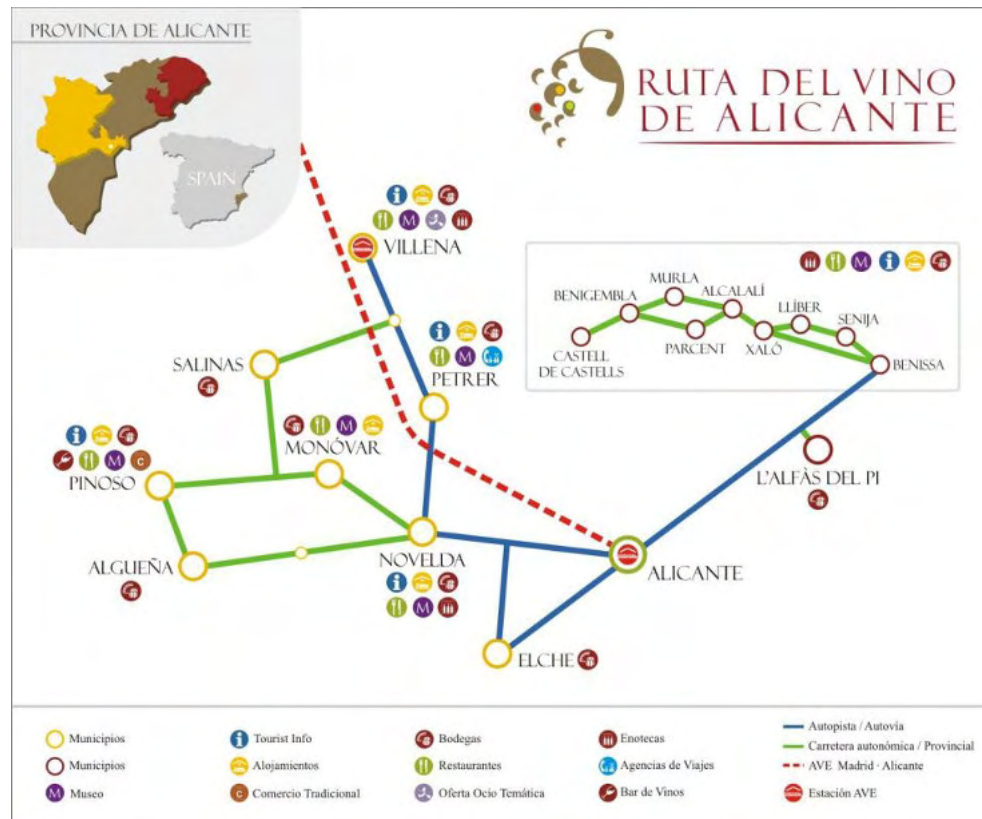 PROVINCIA DE ALICANTE
SPAIN
RUTA DEL VINO
DE ALICANTE
VILLENA
PETRER
SALINAS
MONÓVAR
PINOSO
ALGUEÑA
NOVELDA
ALICANTE
ELCHE
L'ALFÀS DEL PI
MURLA
BENIGEMBLA
ALCALALÍ
LLÍBER
SENIJA
CASTELL
DE CASTELLS
PARCENT
XALÓ
BENISSA
Municipios
Tourist Info
Bodegas
Enotecas
Autopista / Autovía
Municipios
Alojamientos
Restaurantes
Agencias de Viajes
Carretera autonómica / Provincial
M Museo
C Comercio Tradicional
Oferta Ocio Temática
Bar de Vinos
AVE Madrid - Alicante
Estación AVE